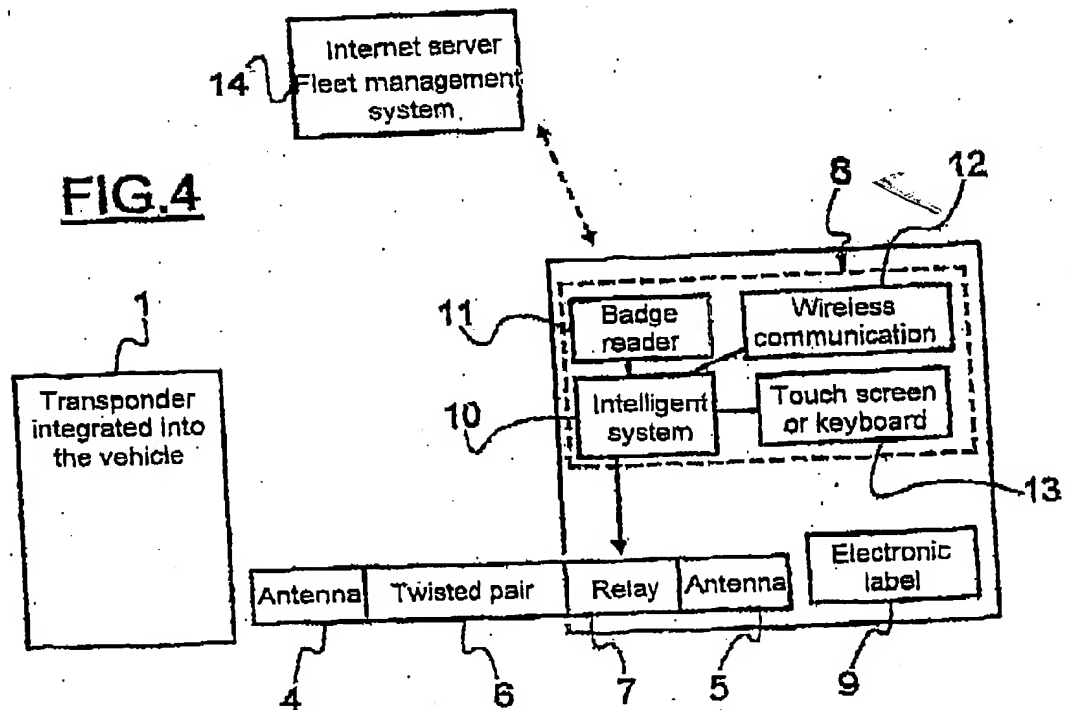 Internet server
14
Fleet management
system.
FIG.4
8
12
1
11
Badge
reader
Wireless
communication
Transponder
integrated into
the vehicle
10
Intelligent
system
Touch screen
or keyboard
13
Electronic
label
Antenna
Twisted pair
Relay
Antenna
4
6
7
5
9